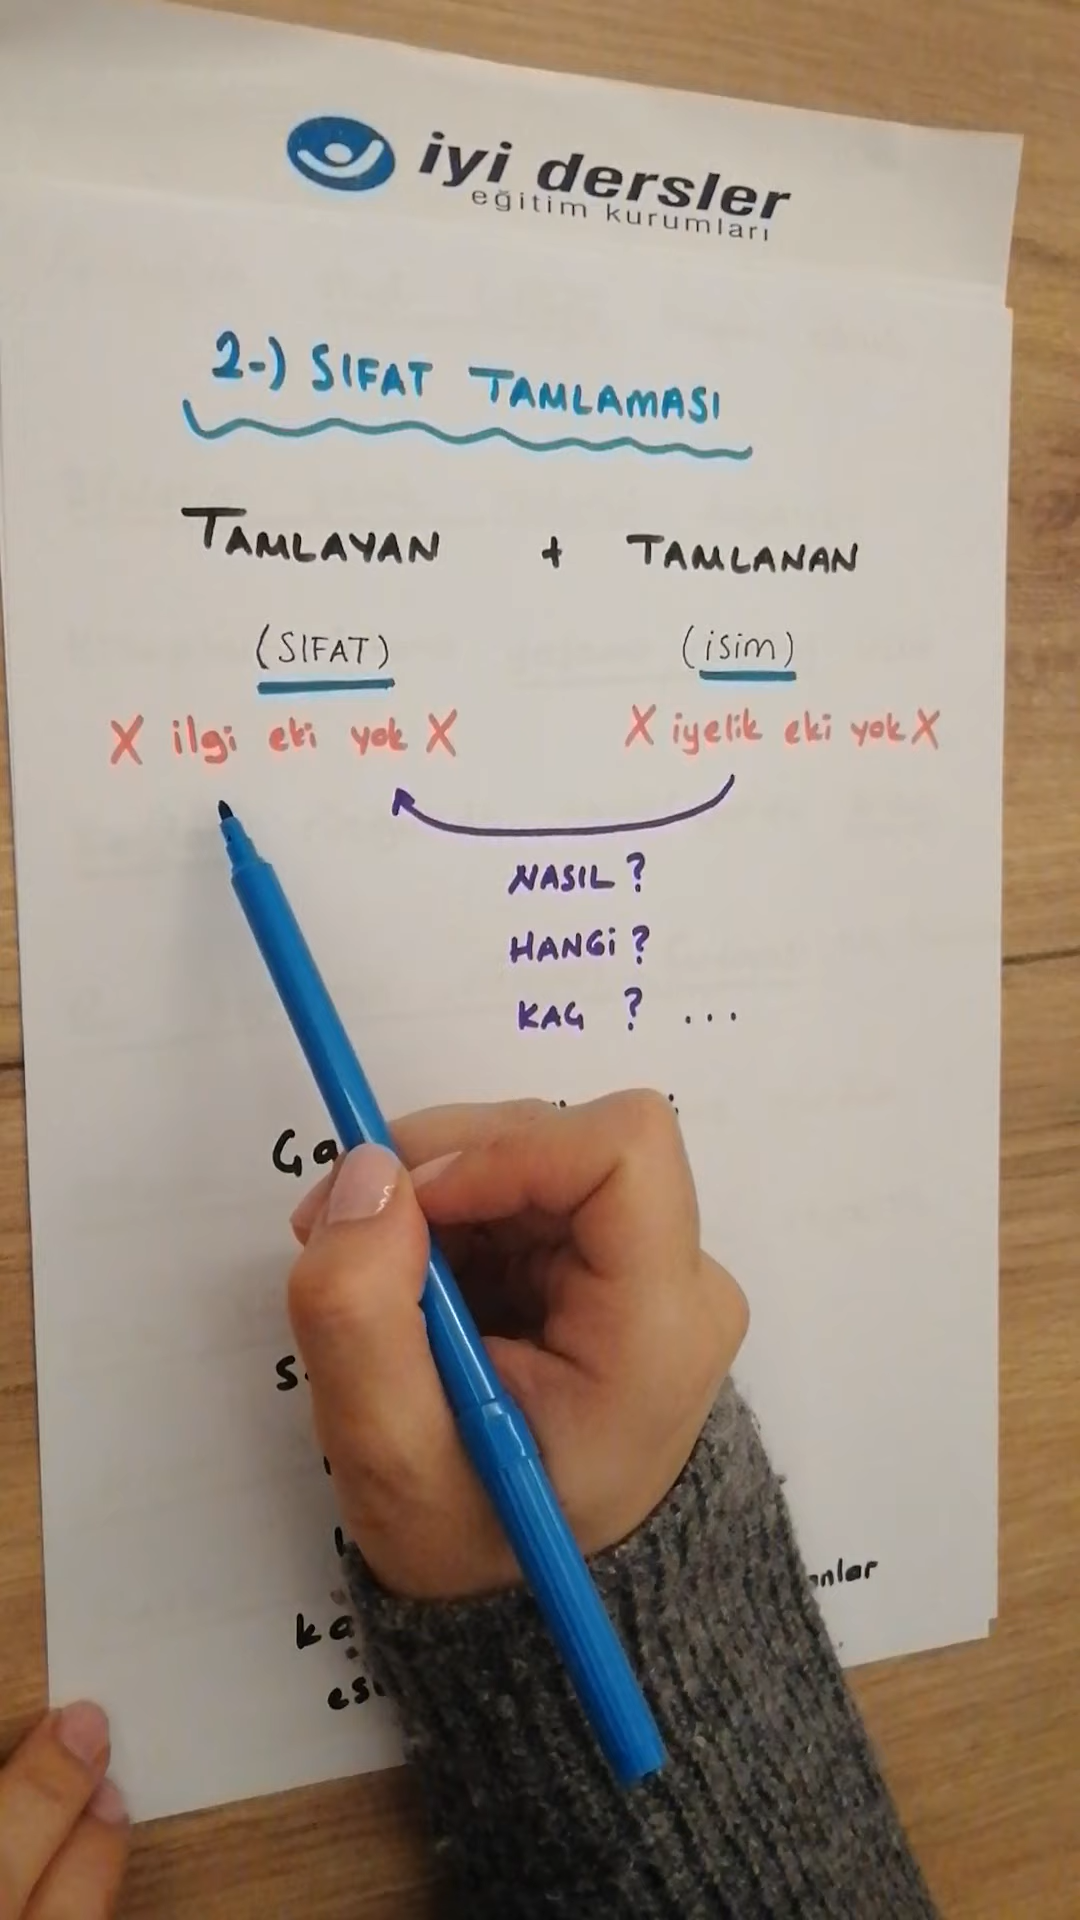 iyi dersler
eğitim kurumları
2-) SIFAT TAMLAMASI
TAMLAYAN + TAMLANAN
(SIFAT) (isim)
X ilgi eki yok X X iyelik eki yok X
NASIL ?
HANGİ ?
KAÇ ? ...